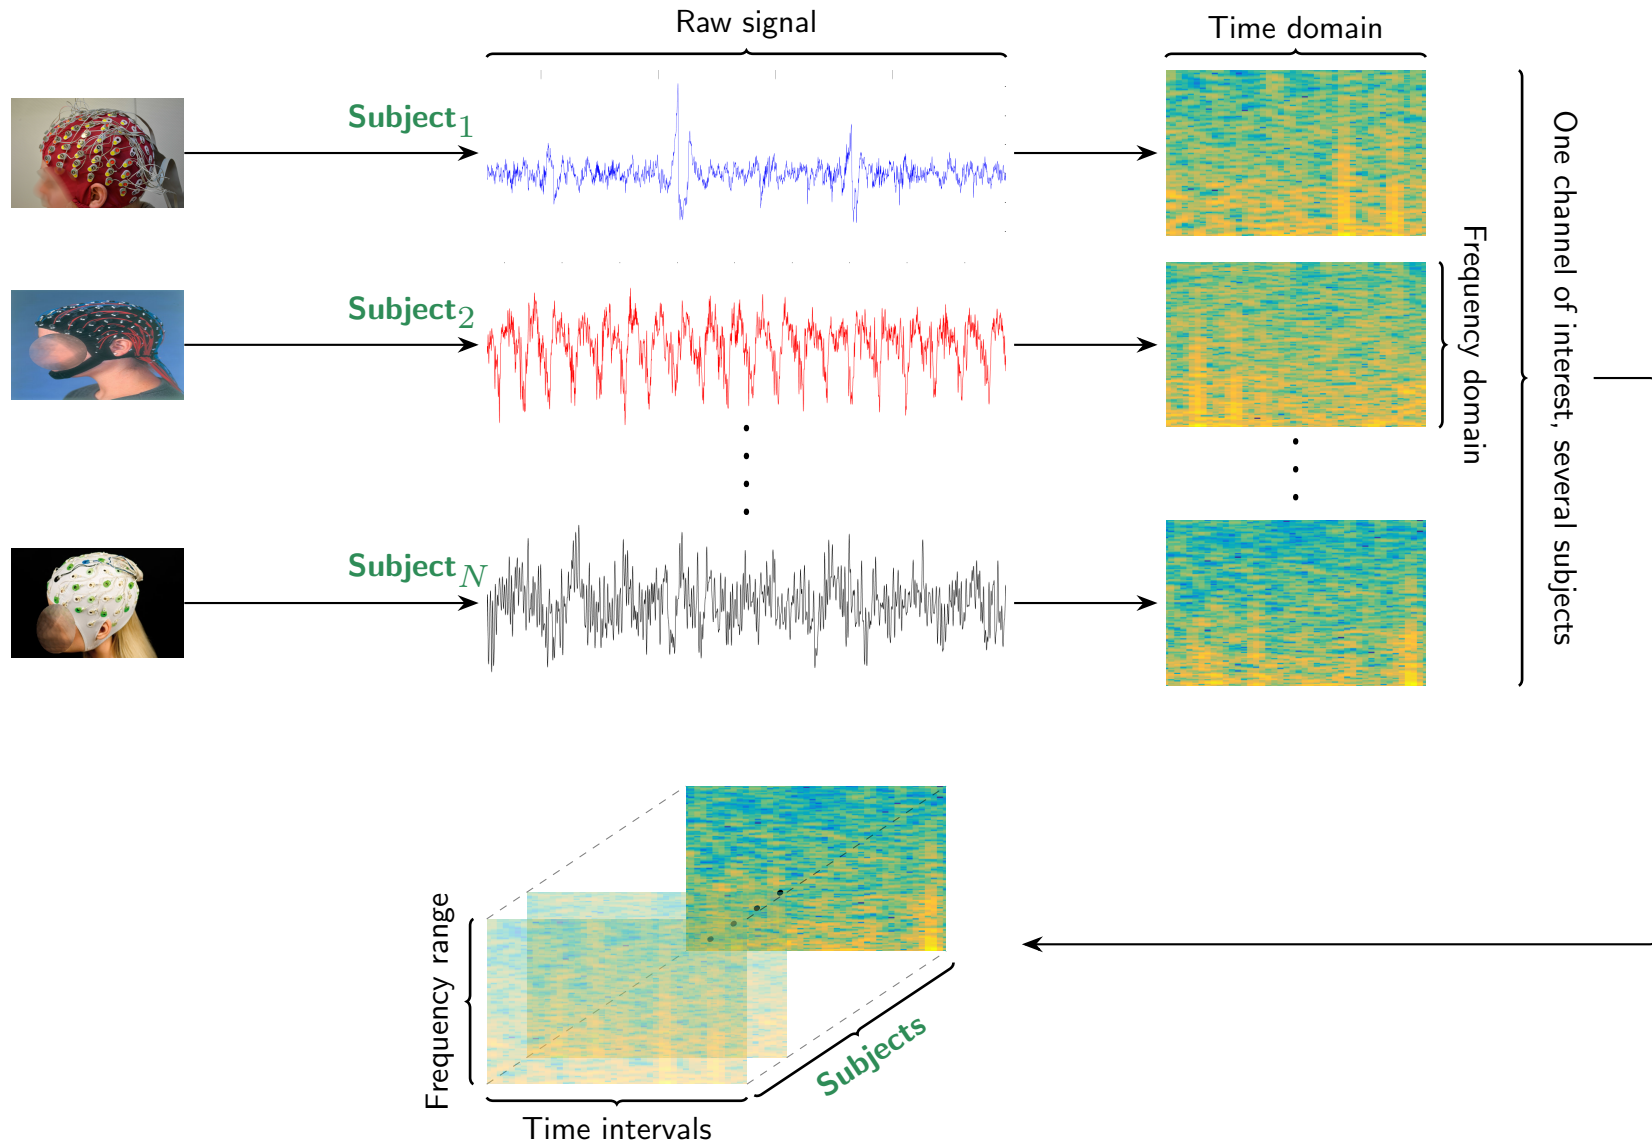 Raw signal
Time domain
Subject₁
Subject₂
Frequency domain
One channel of interest, several subjects
Subject_N
Frequency range
Subjects
Time intervals